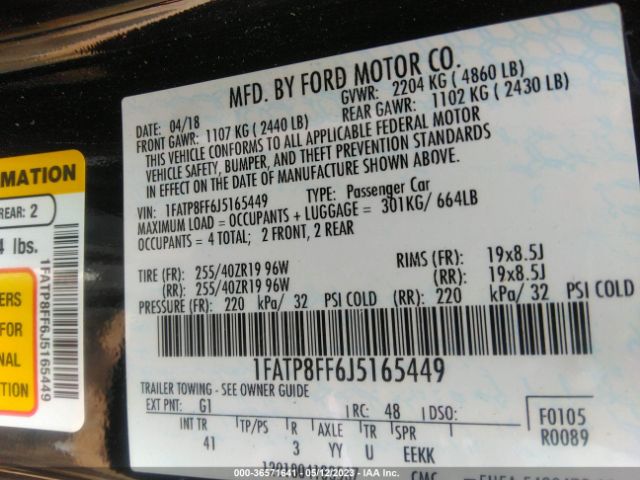 MFD. BY FORD MOTOR CO.
DATE: 04/18 GVWR: 2204 KG ( 4860 LB)
FRONT GAWR: 1107 KG ( 2440 LB) REAR GAWR: 1102 KG ( 2430 LB)
THIS VEHICLE CONFORMS TO ALL APPLICABLE FEDERAL MOTOR
VEHICLE SAFETY, BUMPER, AND THEFT PREVENTION STANDARDS
IN EFFECT ON THE DATE OF MANUFACTURE SHOWN ABOVE.
VIN: 1FATP8FF6J5165449 TYPE: Passenger Car
MAXIMUM LOAD = OCCUPANTS + LUGGAGE = 301KG/ 664LB
OCCUPANTS = 4 TOTAL; 2 FRONT, 2 REAR
TIRE (FR): 255/40ZR19 96W RIMS (FR): 19x8.5J
(RR): 255/40ZR19 96W (RR): 19x8.5J
PRESSURE (FR): 220 kPa/ 32 PSI COLD (RR): 220 kPa/ 32 PSI COLD
1FATP8FF6J5165449
TRAILER TOWING - SEE OWNER GUIDE
EXT PNT: G1 RC: 48 DSO: F0105
INT TR TP/PS R AXLE TR SPR R0089
41 3 YY U EEKK
RMATION
REAR: 2
4 lbs.
1FATP8FF6J5165449
ERS
FOR
NAL
TION
000-36571641 - 05/12/2023 - IAAI.COM